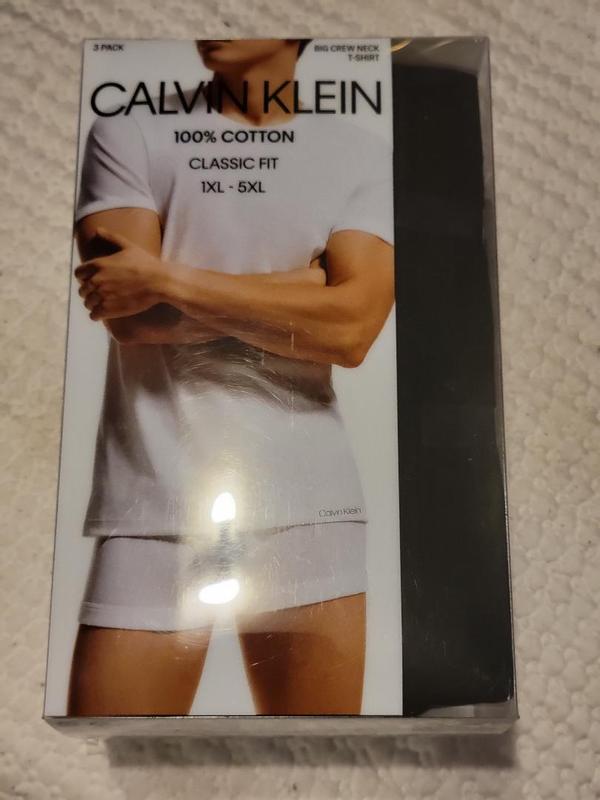 3 PACK
BIG CREW NECK
T-SHIRT
CALVIN KLEIN
100% COTTON
CLASSIC FIT
1XL - 5XL
Calvin Klein